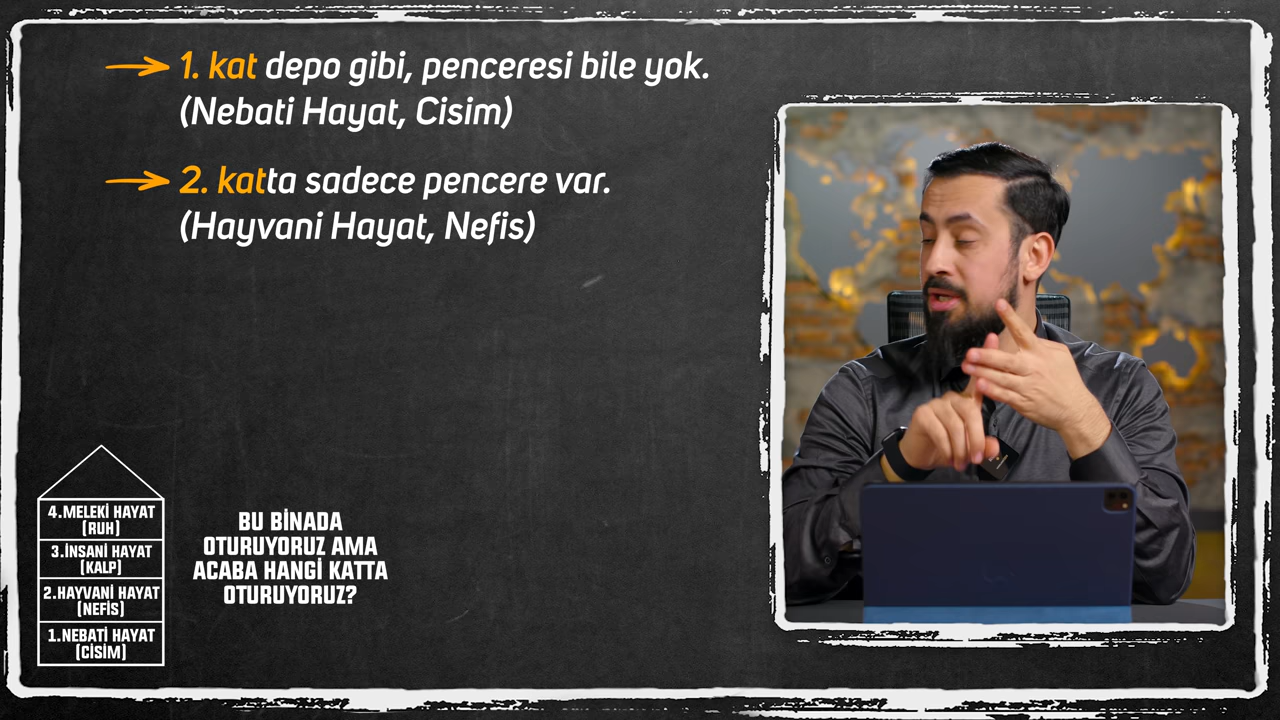 1. kat depo gibi, penceresi bile yok.
(Nebati Hayat, Cisim)
2. katta sadece pencere var.
(Hayvani Hayat, Nefis)
4.MELEKİ HAYAT
(RUH)
3.İNSANİ HAYAT
(KALP)
2.HAYVANİ HAYAT
(NEFİS)
1.NEBATİ HAYAT
(CİSİM)
BU BİNADA
OTURUYORUZ AMA
ACABA HANGİ KATTA
OTURUYORUZ?